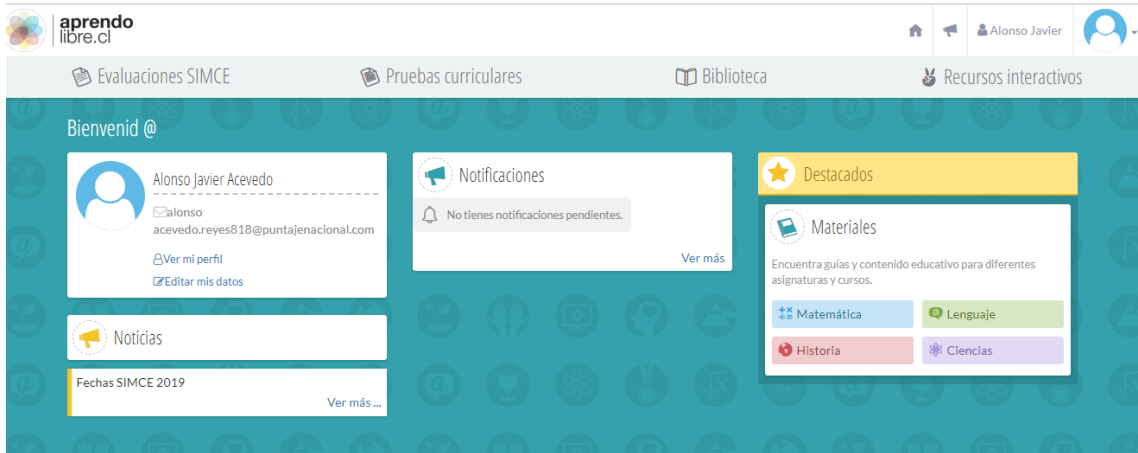 aprendo
libre.cl
Alonso Javier
Evaluaciones SIMCE
Pruebas curriculares
Biblioteca
Recursos interactivos
Bienvenid @
Alonso Javier Acevedo
alonso
acevedo.reyes818@puntajenacional.com
Ver mi perfil
Editar mis datos
Noticias
Fechas SIMCE 2019
Ver más ...
Notificaciones
No tienes notificaciones pendientes.
Ver más
Destacados
Materiales
Encuentra guías y contenido educativo para diferentes
asignaturas y cursos.
Matemática
Lenguaje
Historia
Ciencias